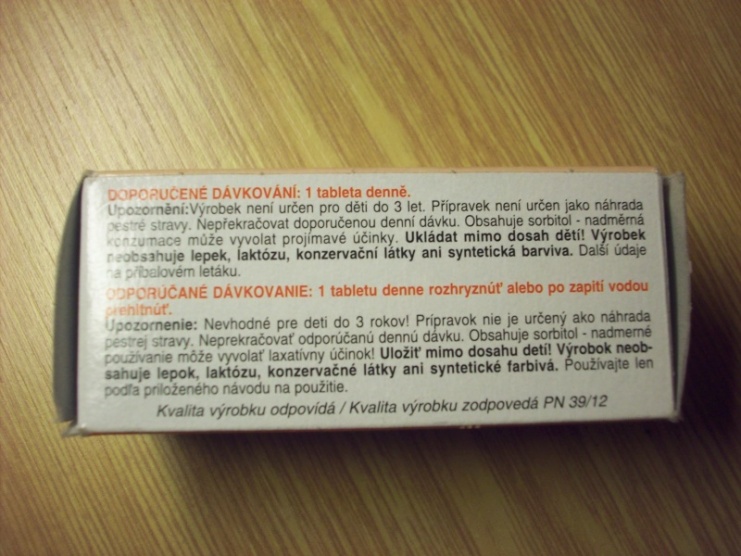 DOPORUČENÉ DÁVKOVÁNÍ: 1 tableta denně.
Upozornění:Výrobek není určen pro děti do 3 let. Přípravek není určen jako náhrada
pestré stravy. Nepřekračovat doporučenou denní dávku. Obsahuje sorbitol - nadměrná
konzumace může vyvolat projímavé účinky. Ukládat mimo dosah dětí! Výrobek
neobsahuje lepek, laktózu, konzervační látky ani syntetická barviva. Další údaje
na příbalovém letáku.
ODPORÚČANÉ DÁVKOVANIE: 1 tabletu denne rozhryznúť alebo po zapití vodou
prehltnúť.
Upozornenie: Nevhodné pre deti do 3 rokov! Prípravok nie je určený ako náhrada
pestrej stravy. Neprekračovať odporúčanú dennú dávku. Obsahuje sorbitol - nadmerné
používanie môže vyvolať laxatívny účinok! Uložiť mimo dosahu detí! Výrobok neob-
sahuje lepok, laktózu, konzervačné látky ani syntetické farbivá. Používajte len
podľa priloženého návodu na použitie.
Kvalita výrobku odpovídá / Kvalita výrobku zodpovedá PN 39/12